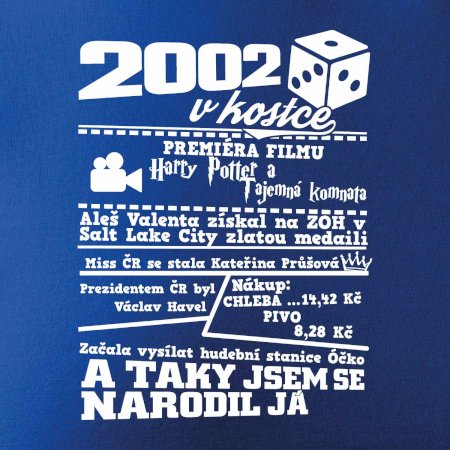 2002
v kostce
PREMIÉRA FILMU
Harry Potter a
Tajemná komnata
Aleš Valenta získal na ZOH v
Salt Lake City zlatou medaili
Miss ČR se stala Kateřina Průšová
Prezidentem ČR byl
Václav Havel
Nákup:
CHLEBA ...14,42 Kč
PIVO
8,28 Kč
Začala vysílat hudební stanice Óčko
A TAKY JSEM SE
NARODIL JÁ